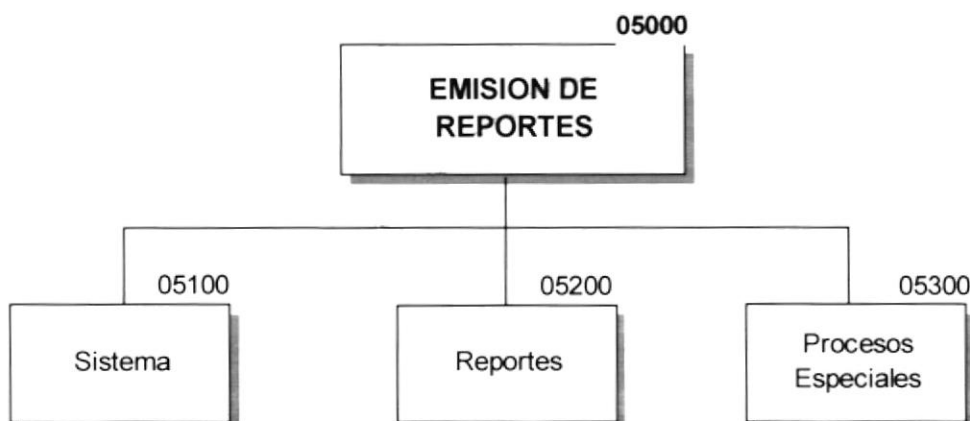 05000
EMISION DE
REPORTES
05100
Sistema
05200
Reportes
05300
Procesos
Especiales